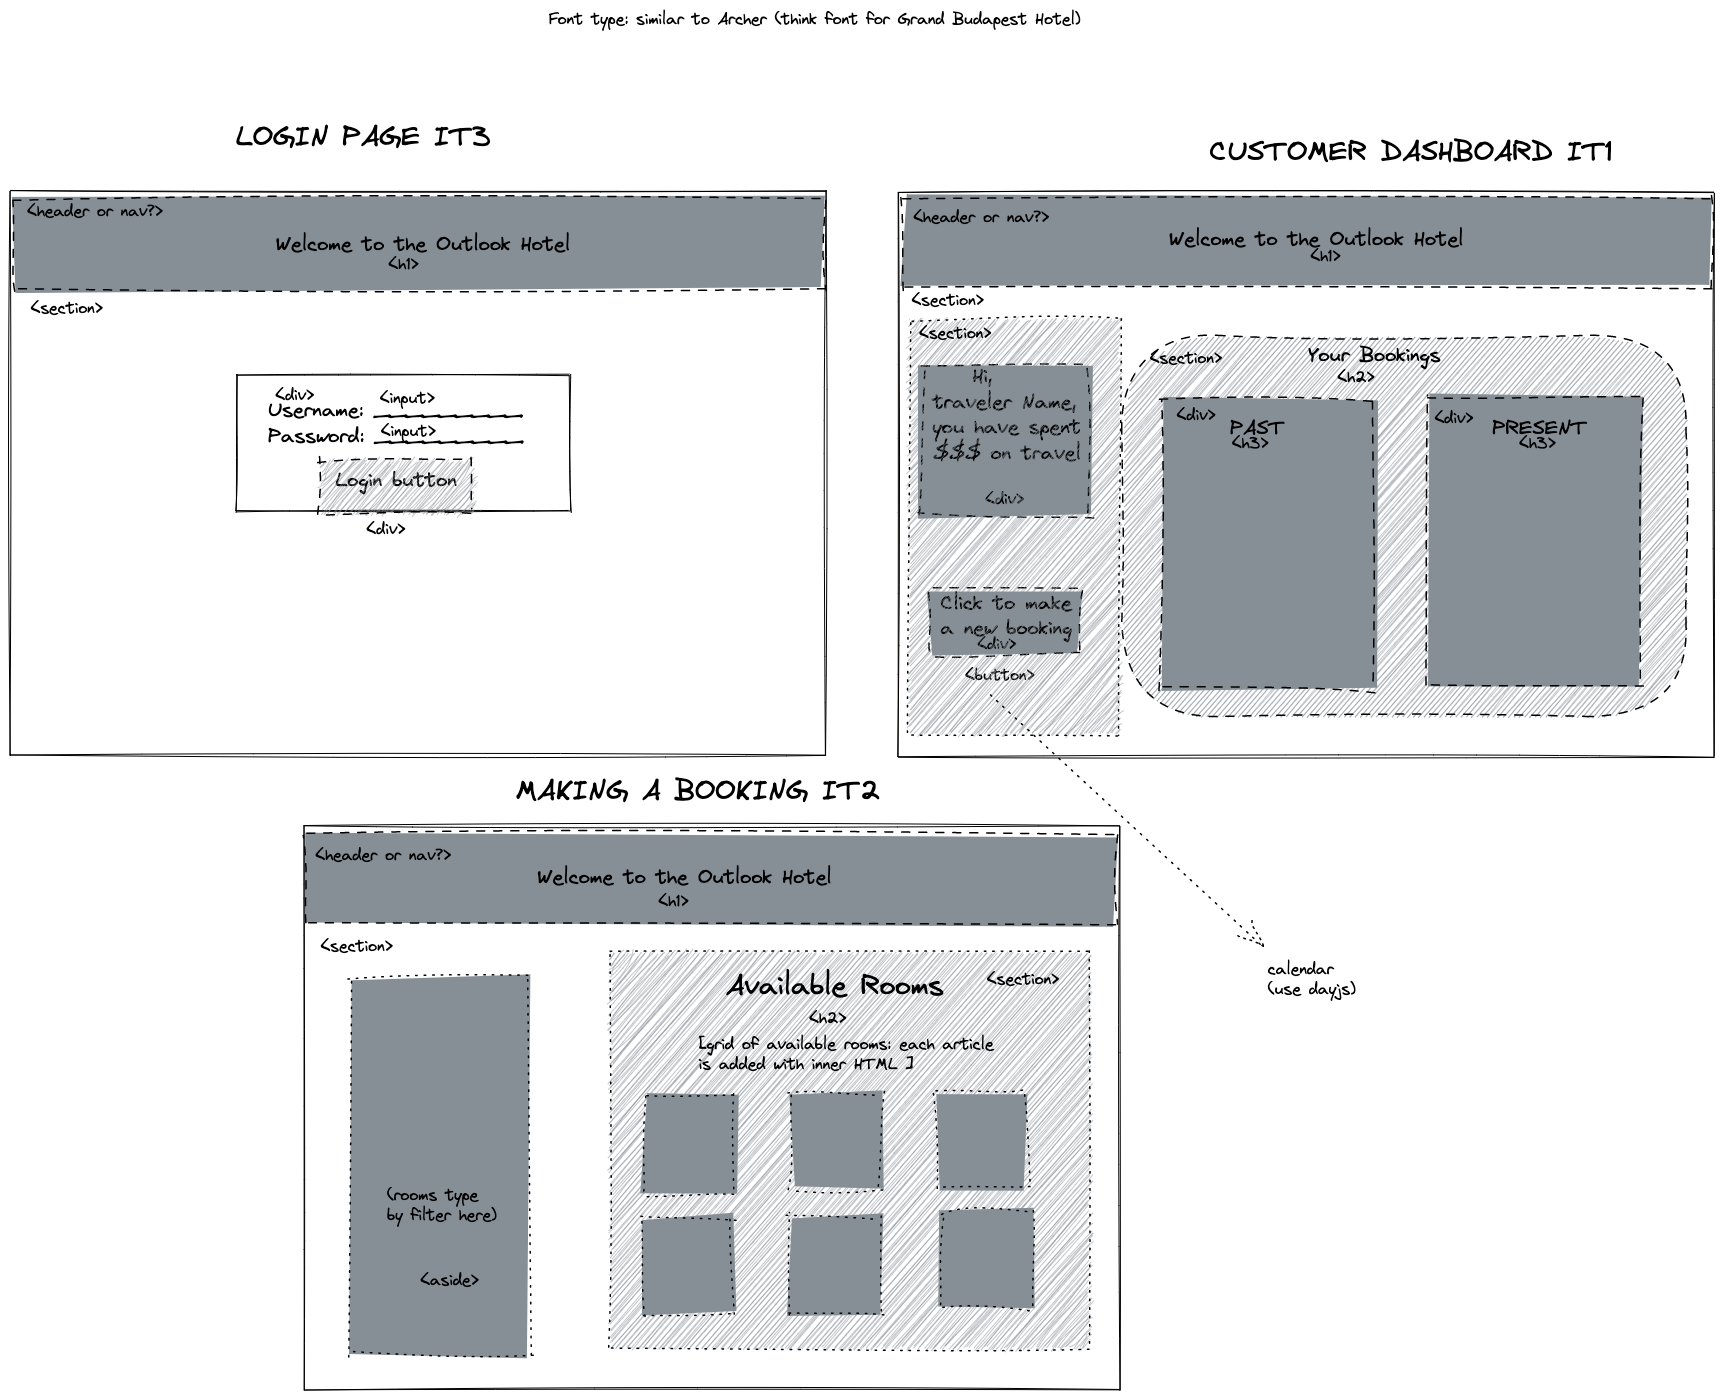 Font type: similar to Archer (think font for Grand Budapest Hotel)
LOGIN PAGE IT3
<header or nav?>
Welcome to the Outlook Hotel
<h1>
<section>
<div>
<input>
Username:
<input>
Password:
Login button
<div>
CUSTOMER DASHBOARD IT1
<header or nav?>
Welcome to the Outlook Hotel
<h1>
<section>
<section>
Hi,
traveler Name,
you have spent
$$$ on travel
<div>
Click to make
a new booking
<div>
<button>
<section>
Your Bookings
<h2>
<div>
PAST
<h3>
<div>
PRESENT
<h3>
calendar
(use dayjs)
MAKING A BOOKING IT2
<header or nav?>
Welcome to the Outlook Hotel
<h1>
<section>
(rooms type
by filter here)
<aside>
Available Rooms
<section>
<h2>
[grid of available rooms: each article
is added with inner HTML ]